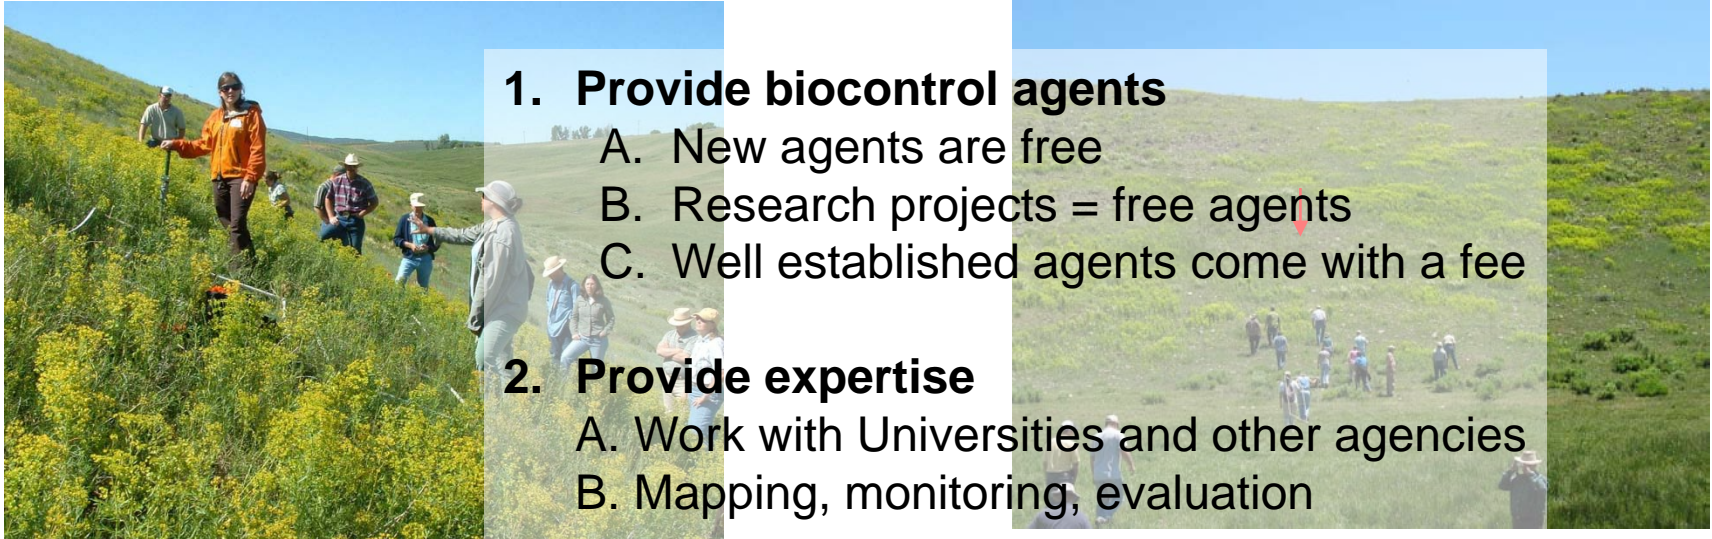 1. Provide biocontrol agents
A. New agents are free
B. Research projects = free agents
C. Well established agents come with a fee
2. Provide expertise
A. Work with Universities and other agencies
B. Mapping, monitoring, evaluation